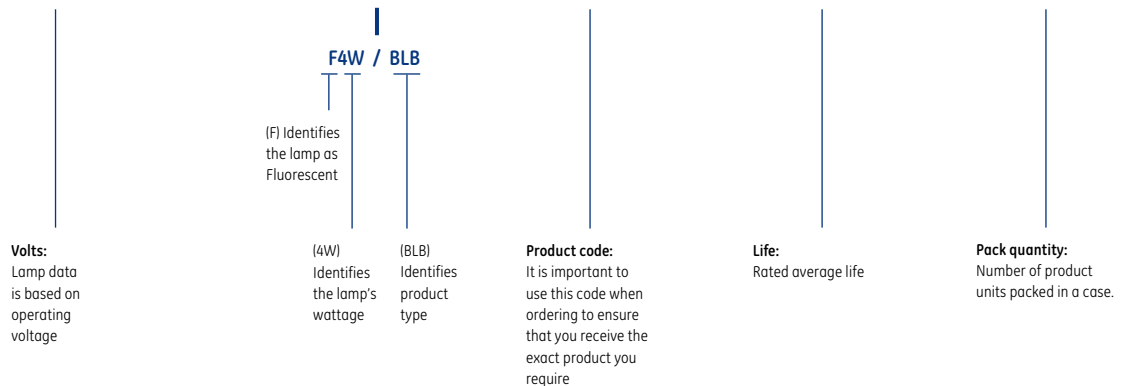 F4W / BLB
(F) Identifies
the lamp as
Fluorescent
Volts:
Lamp data
is based on
operating
voltage
(4W)
Identifies
the lamp's
wattage
(BLB)
Identifies
product
type
Product code:
It is important to
use this code when
ordering to ensure
that you receive the
exact product you
require
Life:
Rated average life
Pack quantity:
Number of product
units packed in a case.